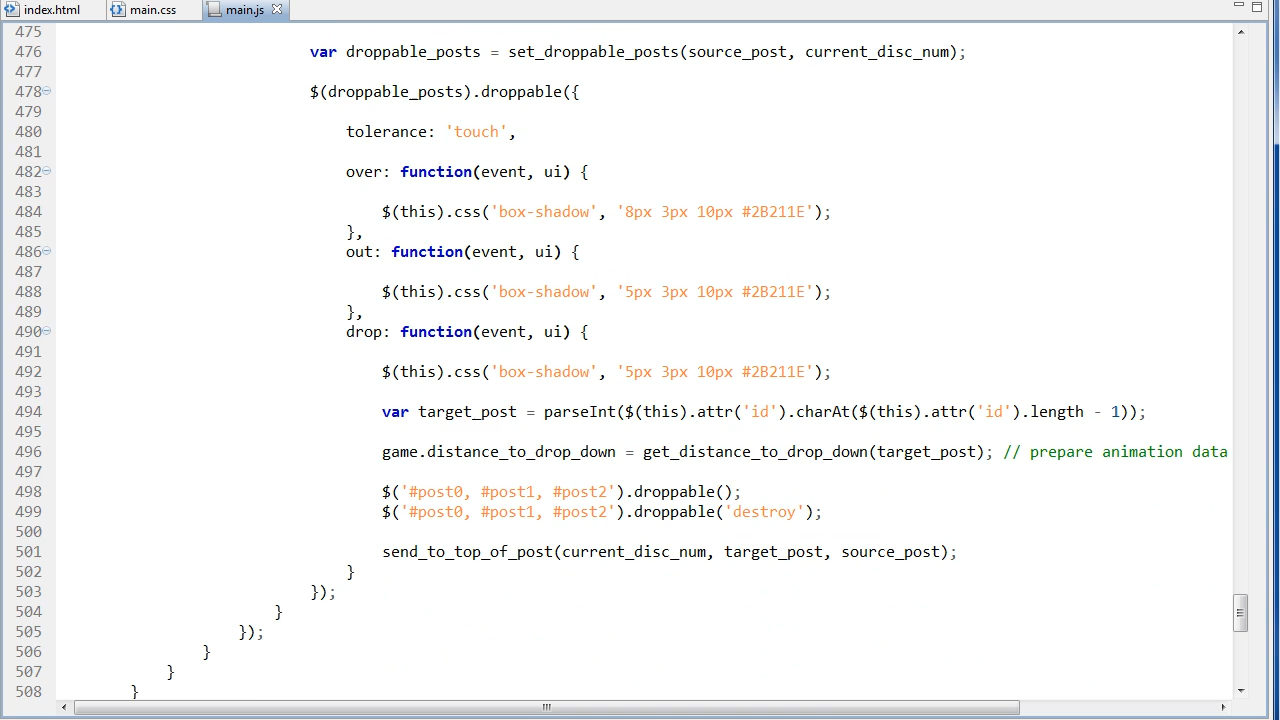 index.html main.css main.js
475
476 var droppable_posts = set_droppable_posts(source_post, current_disc_num);
477
478 $(droppable_posts).droppable({
479
480 tolerance: 'touch',
481
482 over: function(event, ui) {
483
484 $(this).css('box-shadow', '8px 3px 10px #2B211E');
485 },
486 out: function(event, ui) {
487
488 $(this).css('box-shadow', '5px 3px 10px #2B211E');
489 },
490 drop: function(event, ui) {
491
492 $(this).css('box-shadow', '5px 3px 10px #2B211E');
493
494 var target_post = parseInt($(this).attr('id').charAt($(this).attr('id').length - 1));
495
496 game.distance_to_drop_down = get_distance_to_drop_down(target_post); // prepare animation data
497
498 $('#post0, #post1, #post2').droppable();
499 $('#post0, #post1, #post2').droppable('destroy');
500
501 send_to_top_of_post(current_disc_num, target_post, source_post);
502 }
503 });
504 }
505 });
506 }
507 }
508 }